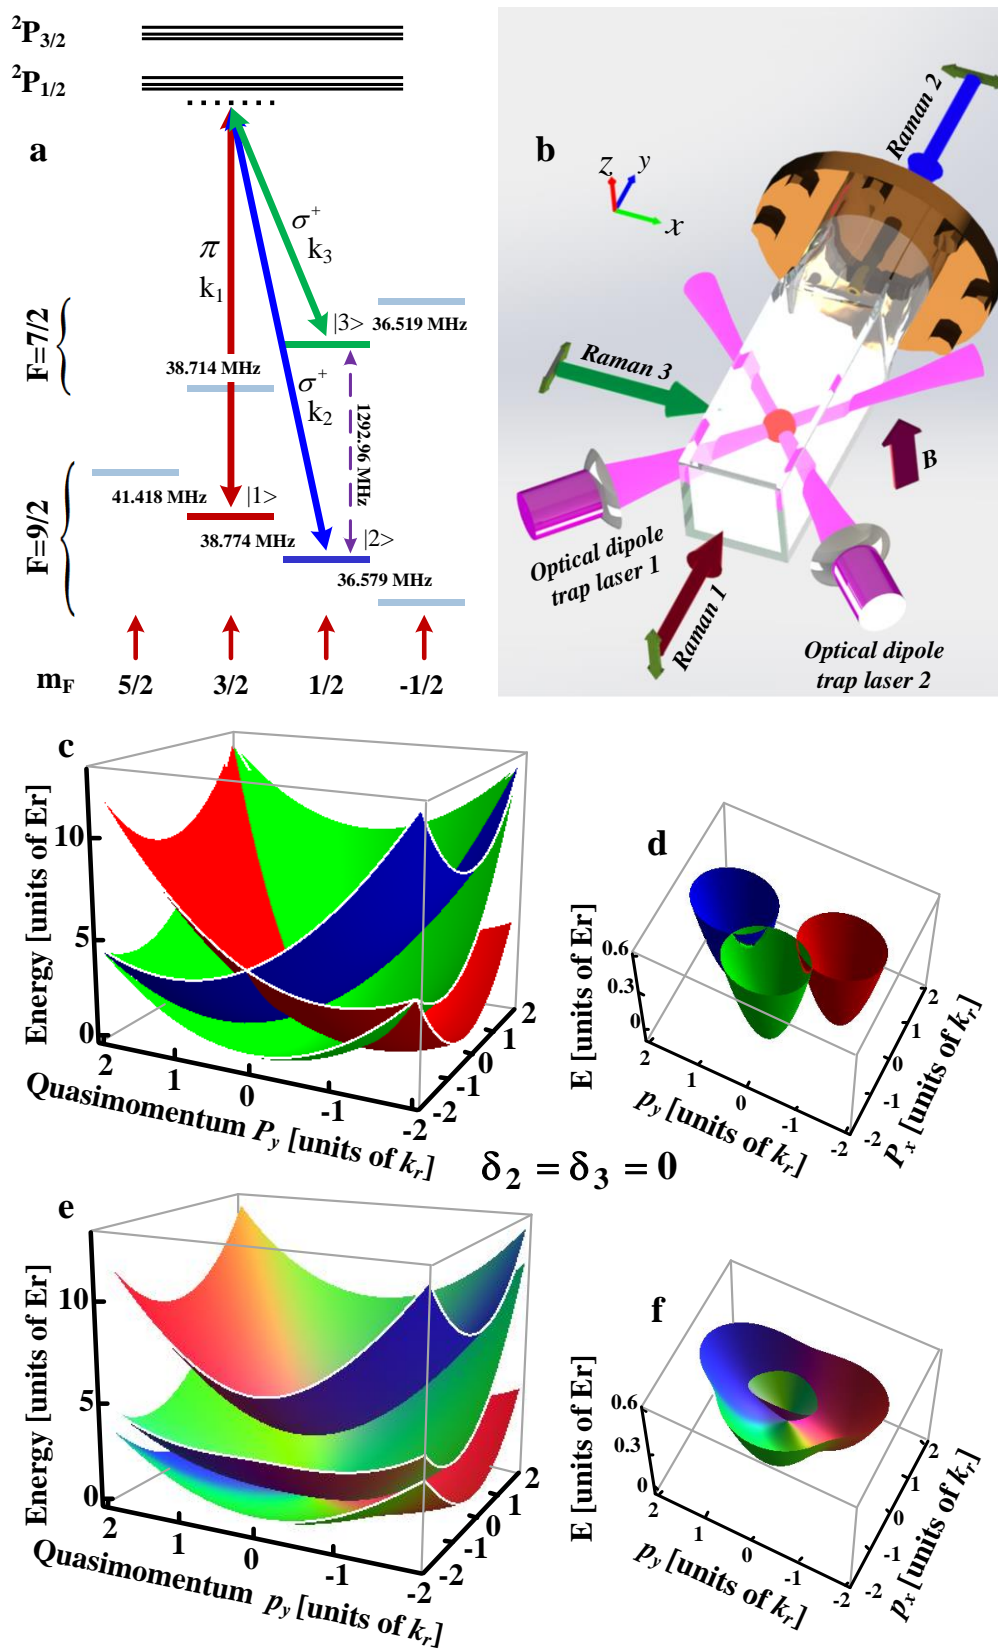 ²P₃/₂
²P₁/₂
a
π
k₁
σ⁺
k₃
σ⁺
k₂
F=7/2
38.714 MHz
|3>
36.519 MHz
1292.96 MHz
F=9/2
41.418 MHz
|1>
38.774 MHz
|2>
36.579 MHz
m_F
5/2
3/2
1/2
-1/2
b
z
y
x
Raman 2
Raman 3
B
Optical dipole
trap laser 1
Raman 1
Optical dipole
trap laser 2
c
Energy [units of Er]
10
5
0
2
1
0
-1
-2
Quasimomentum P_y [units of k_r]
2
1
0
-1
-2
d
E [units of Er]
0.6
0.3
0
2
1
0
-1
-2
p_y [units of k_r]
2
1
0
-1
-2
P_x [units of k_r]
δ₂ = δ₃ = 0
e
Energy [units of Er]
10
5
0
2
1
0
-1
-2
Quasimomentum p_y [units of k_r]
2
1
0
-1
-2
f
E [units of Er]
0.6
0.3
0
2
1
0
-1
-2
p_y [units of k_r]
2
1
0
-1
-2
p_x [units of k_r]